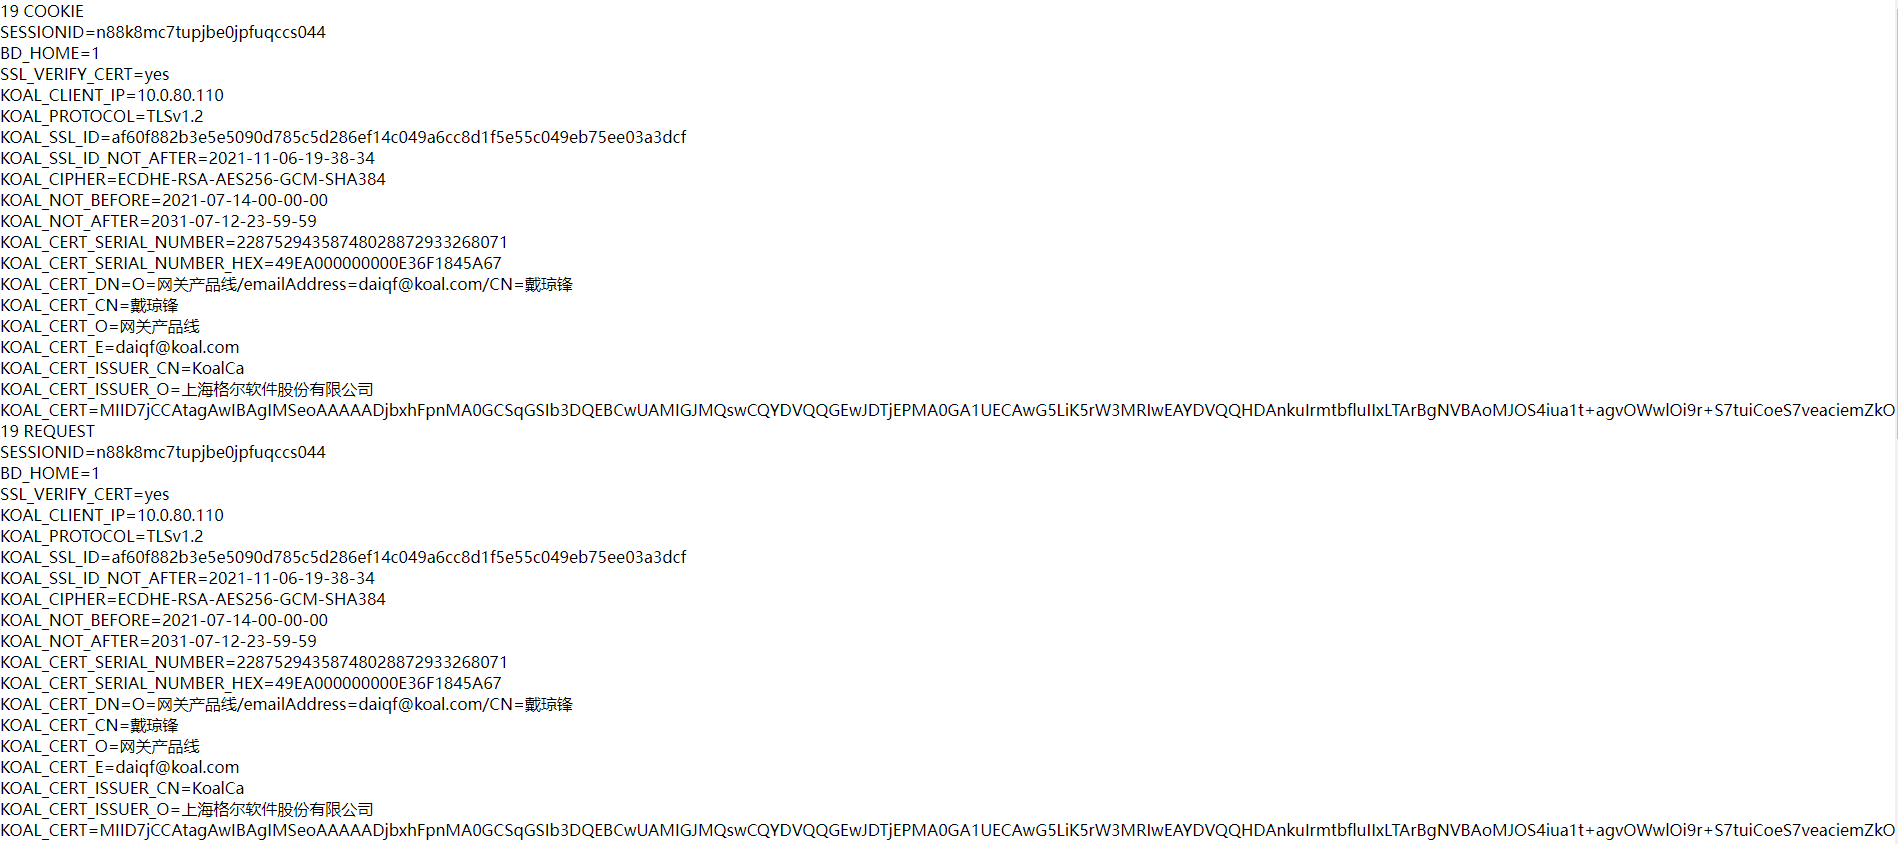 19 COOKIE
SESSIONID=n88k8mc7tupjbe0jpfuqccs044
BD_HOME=1
SSL_VERIFY_CERT=yes
KOAL_CLIENT_IP=10.0.80.110
KOAL_PROTOCOL=TLSv1.2
KOAL_SSL_ID=af60f882b3e5e5090d785c5d286ef14c049a6cc8d1f5e55c049eb75ee03a3dcf
KOAL_SSL_ID_NOT_AFTER=2021-11-06-19-38-34
KOAL_CIPHER=ECDHE-RSA-AES256-GCM-SHA384
KOAL_NOT_BEFORE=2021-07-14-00-00-00
KOAL_NOT_AFTER=2031-07-12-23-59-59
KOAL_CERT_SERIAL_NUMBER=22875294358748028872933268071
KOAL_CERT_SERIAL_NUMBER_HEX=49EA000000000E36F1845A67
KOAL_CERT_DN=O=网关产品线/emailAddress=daiqf@koal.com/CN=戴琼锋
KOAL_CERT_CN=戴琼锋
KOAL_CERT_O=网关产品线
KOAL_CERT_E=daiqf@koal.com
KOAL_CERT_ISSUER_CN=KoalCa
KOAL_CERT_ISSUER_O=上海格尔软件股份有限公司
KOAL_CERT=MIID7jCCAtagAwIBAgIMSeoAAAAADjbxhFpnMA0GCSqGSIb3DQEBCwUAMIGJMQswCQYDVQQGEwJDTjEPMA0GA1UECAwG5LiK5rW3MRIwEAYDVQQHDAnkuIrmtbfluIIxLTArBgNVBAoMJOS4iua1t+agvOWwlOi9r+S7tuiCoeS7veaciemZkO
19 REQUEST
SESSIONID=n88k8mc7tupjbe0jpfuqccs044
BD_HOME=1
SSL_VERIFY_CERT=yes
KOAL_CLIENT_IP=10.0.80.110
KOAL_PROTOCOL=TLSv1.2
KOAL_SSL_ID=af60f882b3e5e5090d785c5d286ef14c049a6cc8d1f5e55c049eb75ee03a3dcf
KOAL_SSL_ID_NOT_AFTER=2021-11-06-19-38-34
KOAL_CIPHER=ECDHE-RSA-AES256-GCM-SHA384
KOAL_NOT_BEFORE=2021-07-14-00-00-00
KOAL_NOT_AFTER=2031-07-12-23-59-59
KOAL_CERT_SERIAL_NUMBER=22875294358748028872933268071
KOAL_CERT_SERIAL_NUMBER_HEX=49EA000000000E36F1845A67
KOAL_CERT_DN=O=网关产品线/emailAddress=daiqf@koal.com/CN=戴琼锋
KOAL_CERT_CN=戴琼锋
KOAL_CERT_O=网关产品线
KOAL_CERT_E=daiqf@koal.com
KOAL_CERT_ISSUER_CN=KoalCa
KOAL_CERT_ISSUER_O=上海格尔软件股份有限公司
KOAL_CERT=MIID7jCCAtagAwIBAgIMSeoAAAAADjbxhFpnMA0GCSqGSIb3DQEBCwUAMIGJMQswCQYDVQQGEwJDTjEPMA0GA1UECAwG5LiK5rW3MRIwEAYDVQQHDAnkuIrmtbfluIIxLTArBgNVBAoMJOS4iua1t+agvOWwlOi9r+S7tuiCoeS7veaciemZkO